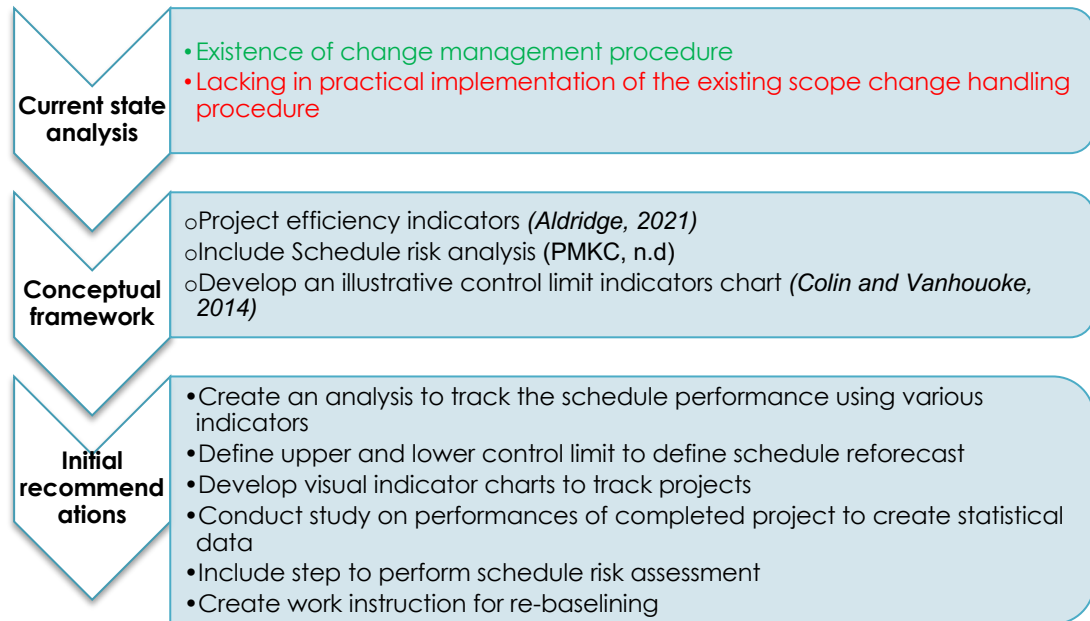 Current state
analysis
•Existence of change management procedure
•Lacking in practical implementation of the existing scope change handling
procedure
Conceptual
framework
oProject efficiency indicators (Aldridge, 2021)
oInclude Schedule risk analysis (PMKC, n.d)
oDevelop an illustrative control limit indicators chart (Colin and Vanhouoke,
2014)
Initial
recommend
ations
•Create an analysis to track the schedule performance using various
indicators
•Define upper and lower control limit to define schedule reforecast
•Develop visual indicator charts to track projects
•Conduct study on performances of completed project to create statistical
data
•Include step to perform schedule risk assessment
•Create work instruction for re-baselining